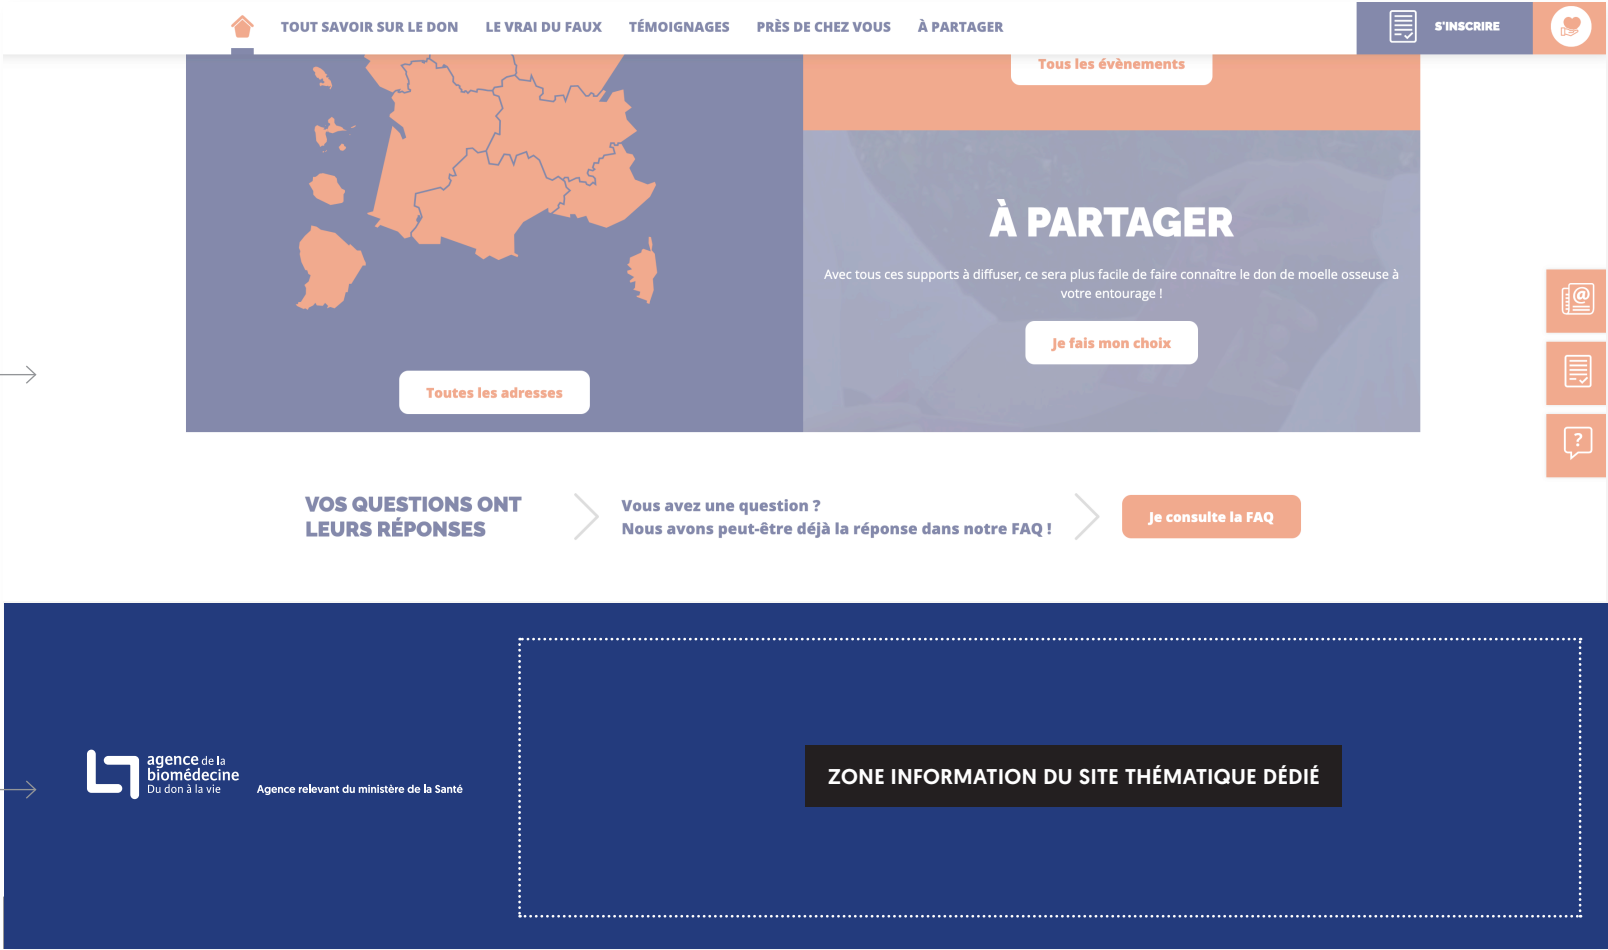 TOUT SAVOIR SUR LE DON
LE VRAI DU FAUX
TÉMOIGNAGES
PRÈS DE CHEZ VOUS
À PARTAGER
S'INSCRIRE
Tous les évènements
À PARTAGER
Avec tous ces supports à diffuser, ce sera plus facile de faire connaître le don de moelle osseuse à
votre entourage !
Je fais mon choix
Toutes les adresses
VOS QUESTIONS ONT
LEURS RÉPONSES
Vous avez une question ?
Nous avons peut-être déjà la réponse dans notre FAQ !
Je consulte la FAQ
agence de la
biomédecine
Du don à la vie
Agence relevant du ministère de la Santé
ZONE INFORMATION DU SITE THÉMATIQUE DÉDIÉ